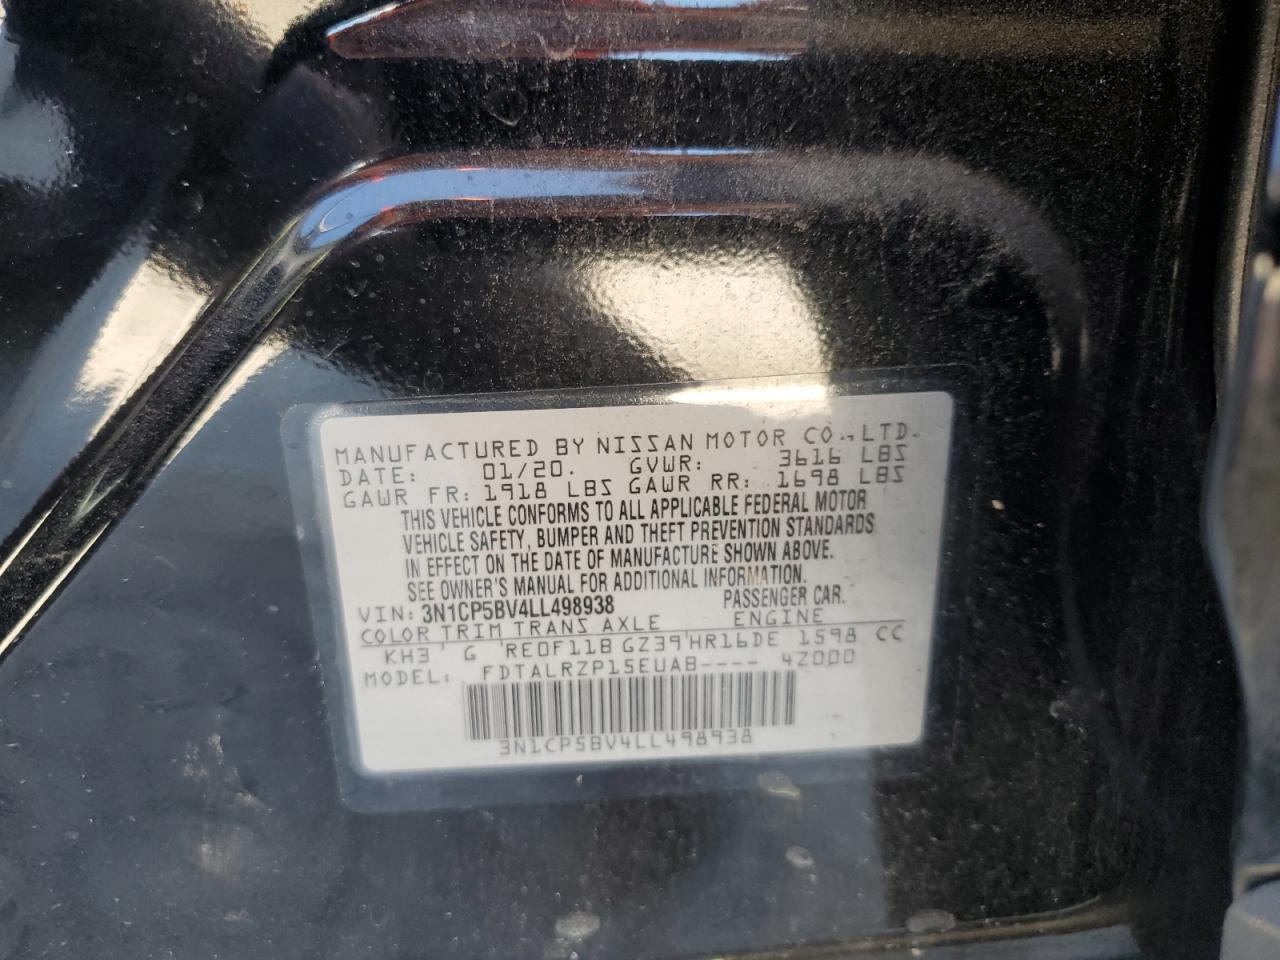 MANUFACTURED BY NISSAN MOTOR CO.,LTD.
DATE: 01/20. GVWR: 3616 LBS
GAWR FR: 1918 LBS GAWR RR: 1698 LBS
THIS VEHICLE CONFORMS TO ALL APPLICABLE FEDERAL MOTOR
VEHICLE SAFETY, BUMPER AND THEFT PREVENTION STANDARDS
IN EFFECT ON THE DATE OF MANUFACTURE SHOWN ABOVE.
SEE OWNER'S MANUAL FOR ADDITIONAL INFORMATION.
VIN: 3N1CP5BV4LL498938 PASSENGER CAR.
COLOR TRIM TRANS AXLE ENGINE
KH3 G RE0F11B GZ39 HR16DE 1598 CC
MODEL: FDTALRZP15EUAB---- 4Z000
3N1CP5BV4LL498938